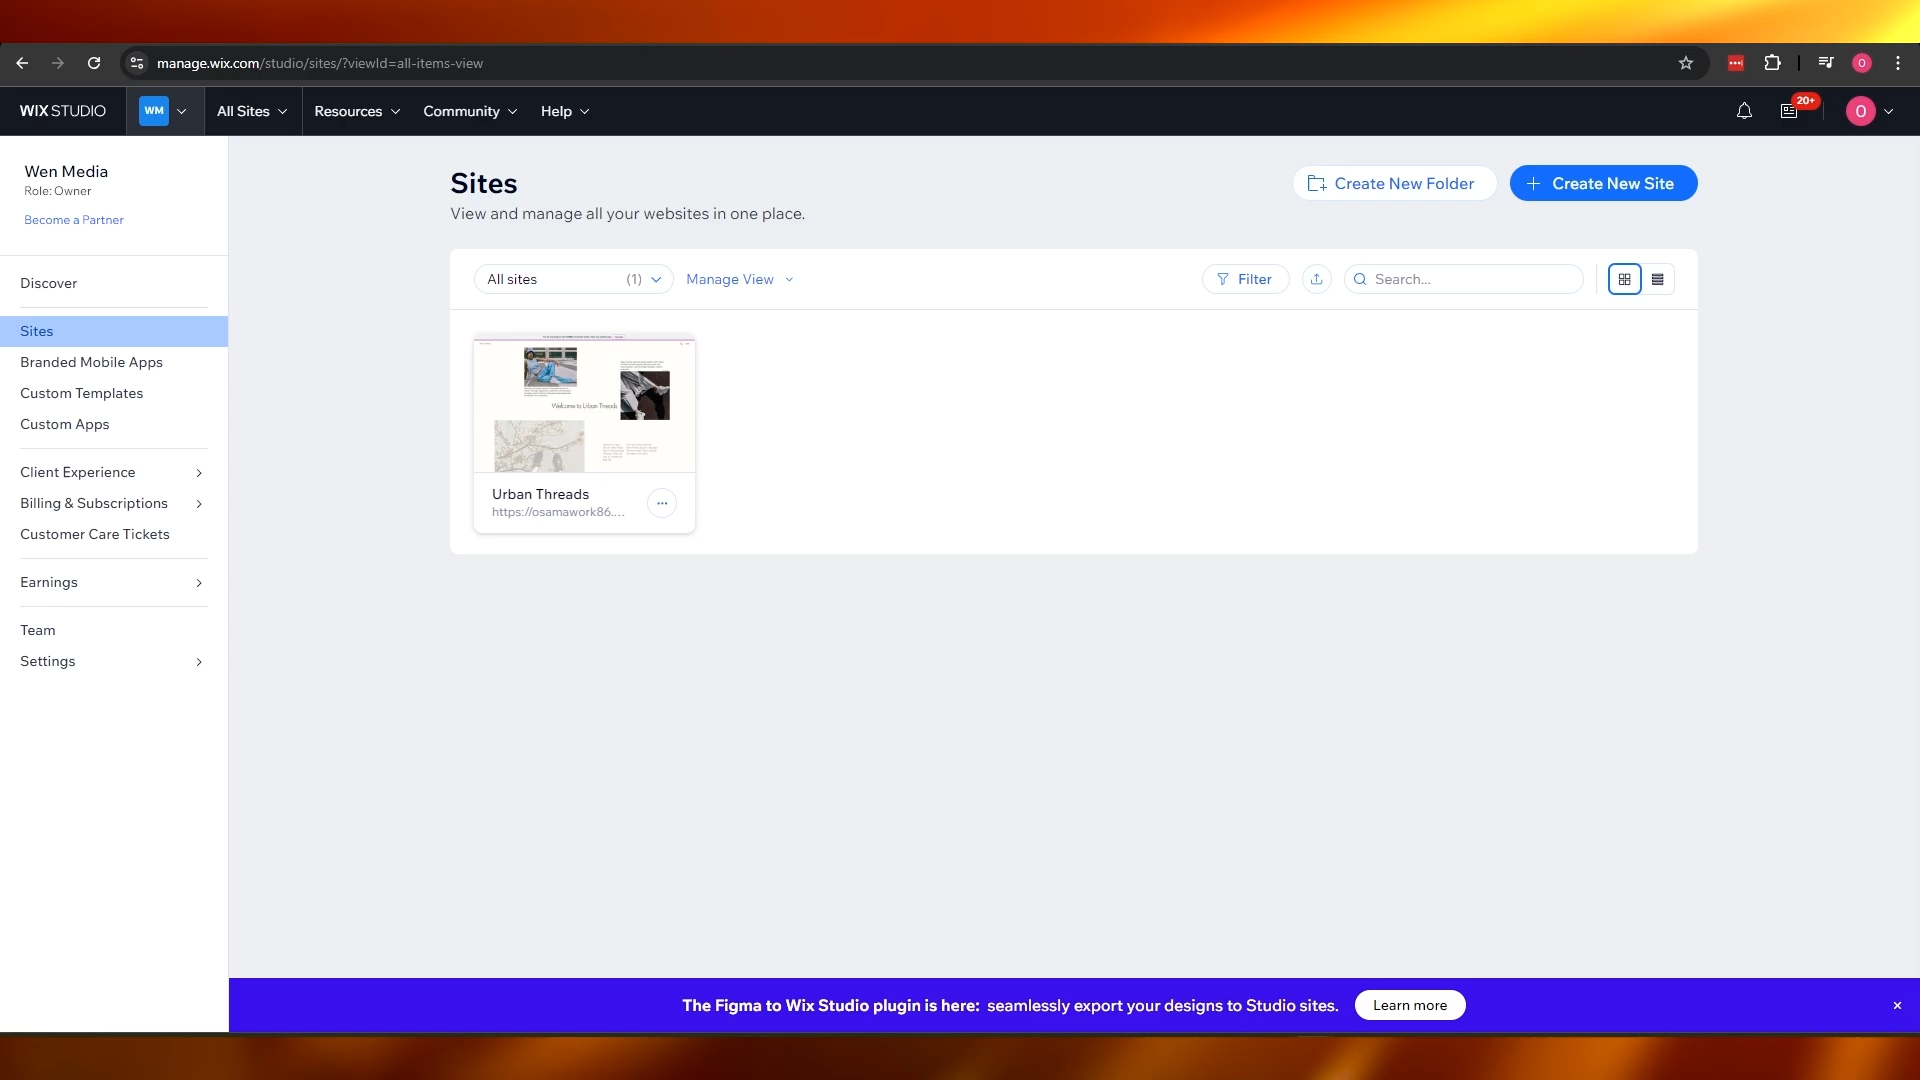 manage.wix.com/studio/sites/?viewId=all-items-view
O
WIX STUDIO
WM
All Sites
Resources
Community
Help
20+
O
Wen Media
Role: Owner
Become a Partner
Discover
Sites
Branded Mobile Apps
Custom Templates
Custom Apps
Client Experience
Billing & Subscriptions
Customer Care Tickets
Earnings
Team
Settings
Sites
View and manage all your websites in one place.
Create New Folder
Create New Site
All sites (1)
Manage View
Filter
Search...
Welcome to Urban Threads
Urban Threads
https://osamawork86....
The Figma to Wix Studio plugin is here: seamlessly export your designs to Studio sites.
Learn more